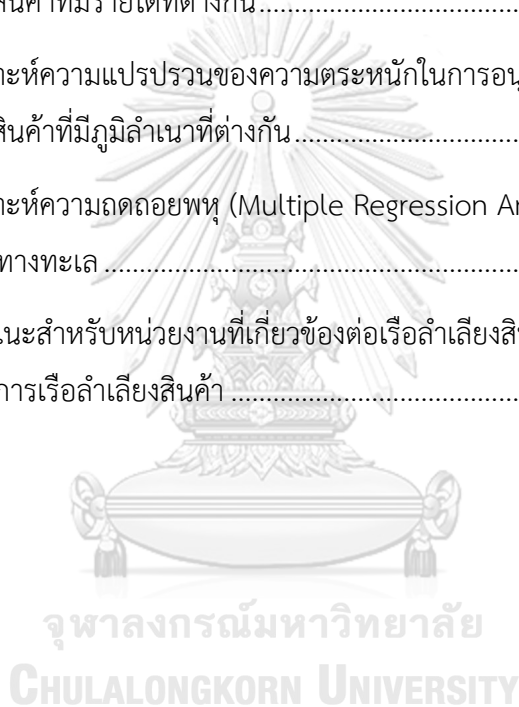 สินค้าที่มีรายได้ที่ต่างกัน...........................
าะห์ความแปรปรวนของความตระหนักในการอนุ
สินค้าที่มีภูมิลำเนาที่ต่างกัน...........................
าะห์ความถดถอยพหุ (Multiple Regression An
ทางทะเล...........................
แนะสำหรับหน่วยงานที่เกี่ยวข้องต่อเรือลำเลียงสิน
การเรือลำเลียงสินค้า...........................
จุฬาลงกรณ์มหาวิทยาลัย
CHULALONGKORN UNIVERSITY